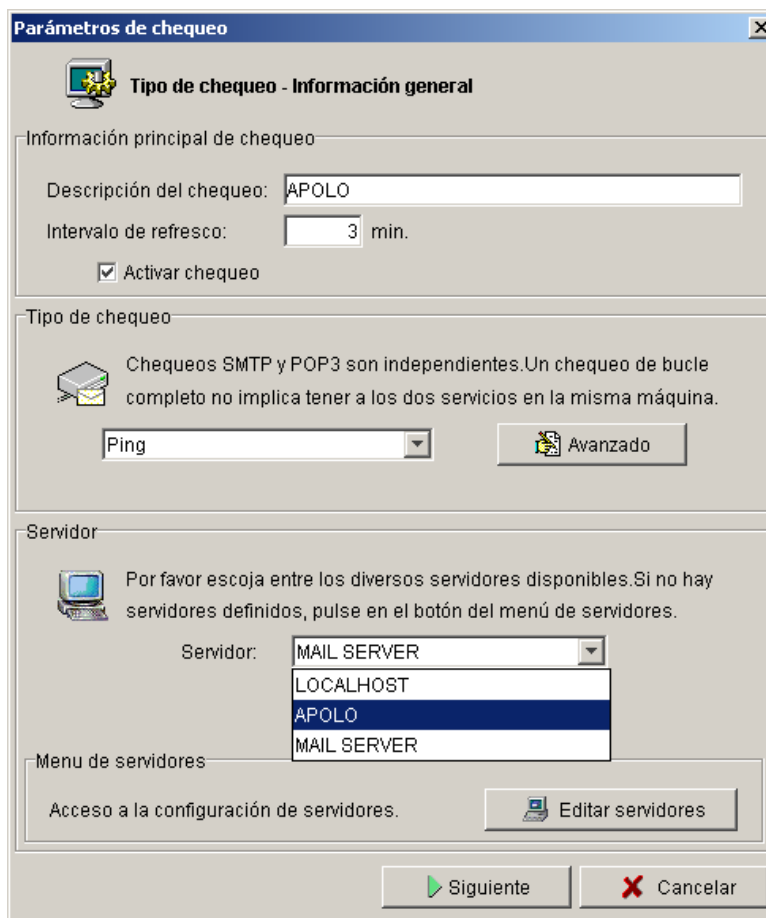 Parámetros de chequeo
Tipo de chequeo - Información general
Información principal de chequeo
Descripción del chequeo: APOLO
Intervalo de refresco: 3 min.
Activar chequeo
Tipo de chequeo
Chequeos SMTP y POP3 son independientes.Un chequeo de bucle
completo no implica tener a los dos servicios en la misma máquina.
Ping Avanzado
Servidor
Por favor escoja entre los diversos servidores disponibles.Si no hay
servidores definidos, pulse en el botón del menú de servidores.
Servidor: MAIL SERVER
LOCALHOST
APOLO
MAIL SERVER
Menu de servidores
Acceso a la configuración de servidores. Editar servidores
Siguiente Cancelar